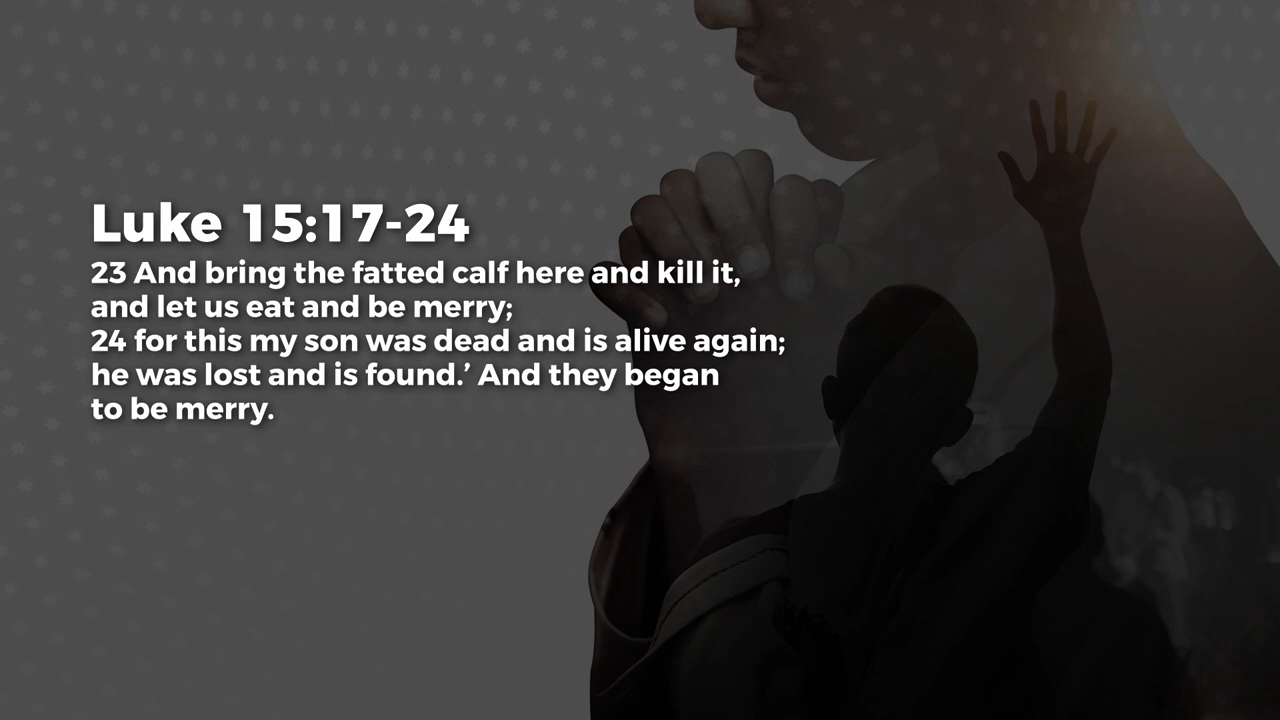 Luke 15:17-24
23 And bring the fatted calf here and kill it,
and let us eat and be merry;
24 for this my son was dead and is alive again;
he was lost and is found.’ And they began
to be merry.